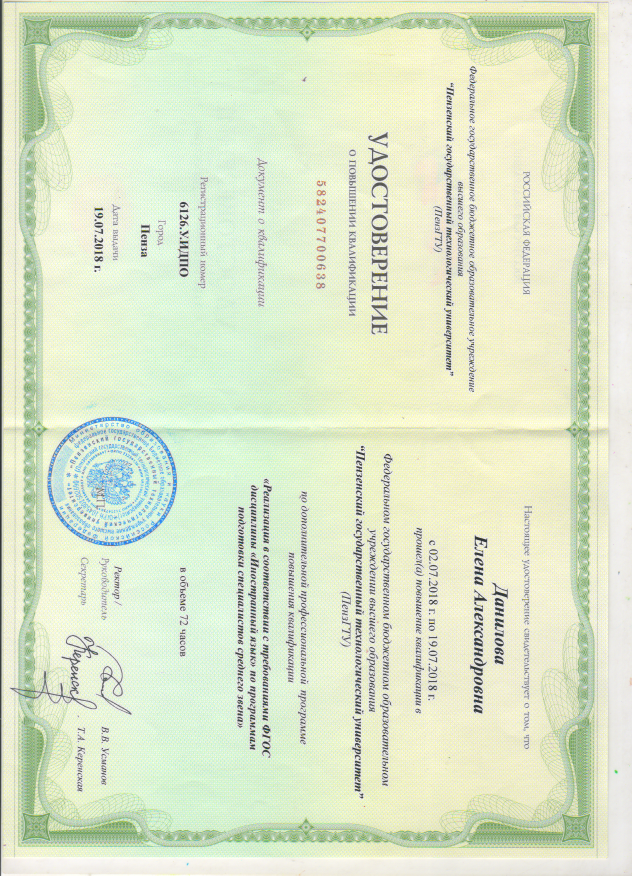 РОССИЙСКАЯ ФЕДЕРАЦИЯ
Федеральное государственное бюджетное образовательное учреждение
высшего образования
"Пензенский государственный технологический университет"
(ПензГТУ)
УДОСТОВЕРЕНИЕ
О ПОВЫШЕНИИ КВАЛИФИКАЦИИ
582407700638
Документ о квалификации
Регистрационный номер
6126.У.ИДПО
Город
Пенза
Дата выдачи
19.07.2018 г.
Настоящее удостоверение свидетельствует о том, что
Данилова
Елена Александровна
с 02.07.2018 г. по 19.07.2018 г.
прошел(а) повышение квалификации в
Федеральном государственном бюджетном образовательном
учреждении высшего образования
"Пензенский государственный технологический университет"
(ПензГТУ)
по дополнительной профессиональной программе
повышения квалификации
«Реализация в соответствии с требованиями ФГОС
дисциплины «Иностранный язык» по программам
подготовки специалистов среднего звена»
в объеме 72 часов
Ректор /
Руководитель
В.В. Усманов
Секретарь
Т.А. Керенская
М.П.